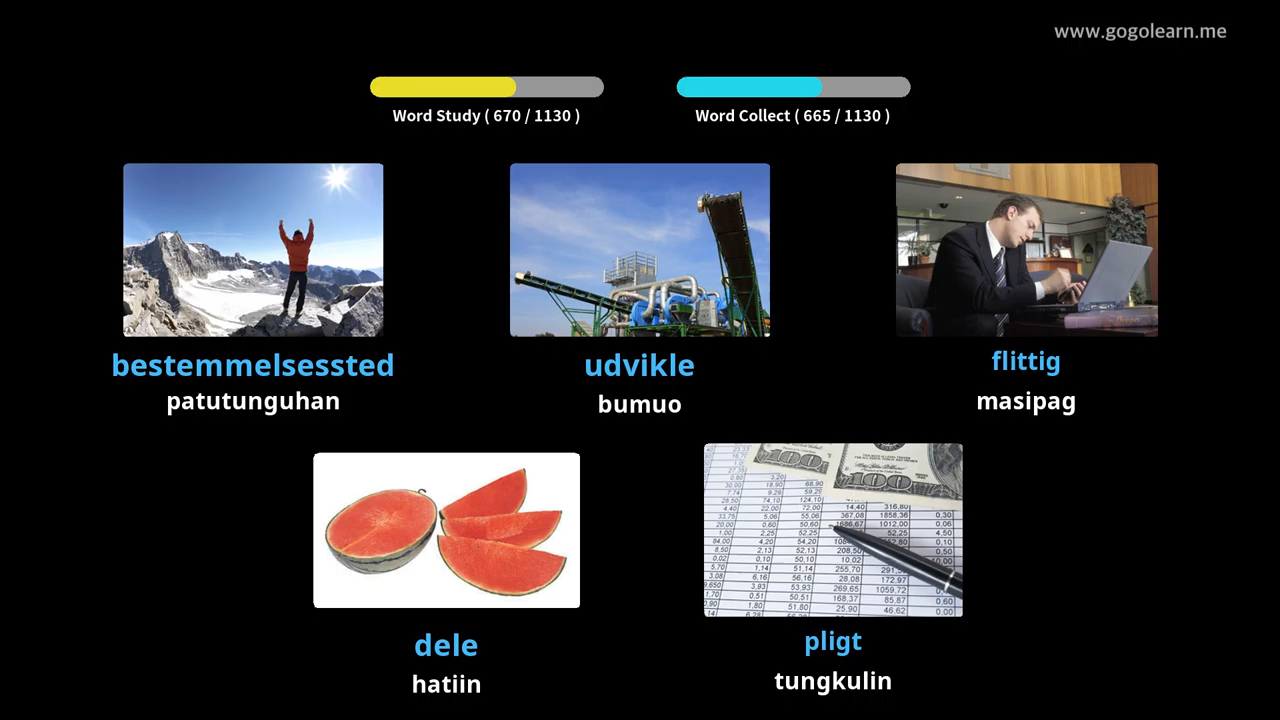 www.gogolearn.me
Word Study ( 670 / 1130 )
Word Collect ( 665 / 1130 )
bestemmelsessted
patutunguhan
udvikle
bumuo
flittig
masipag
dele
hatiin
pligt
tungkulin